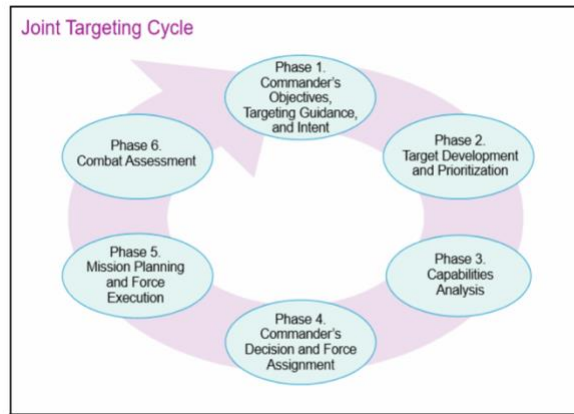 Joint Targeting Cycle
Phase 1.
Commander's
Objectives,
Targeting Guidance,
and Intent
Phase 2.
Target Development
and Prioritization
Phase 3.
Capabilities
Analysis
Phase 4.
Commander's
Decision and Force
Assignment
Phase 5.
Mission Planning
and Force
Execution
Phase 6.
Combat Assessment